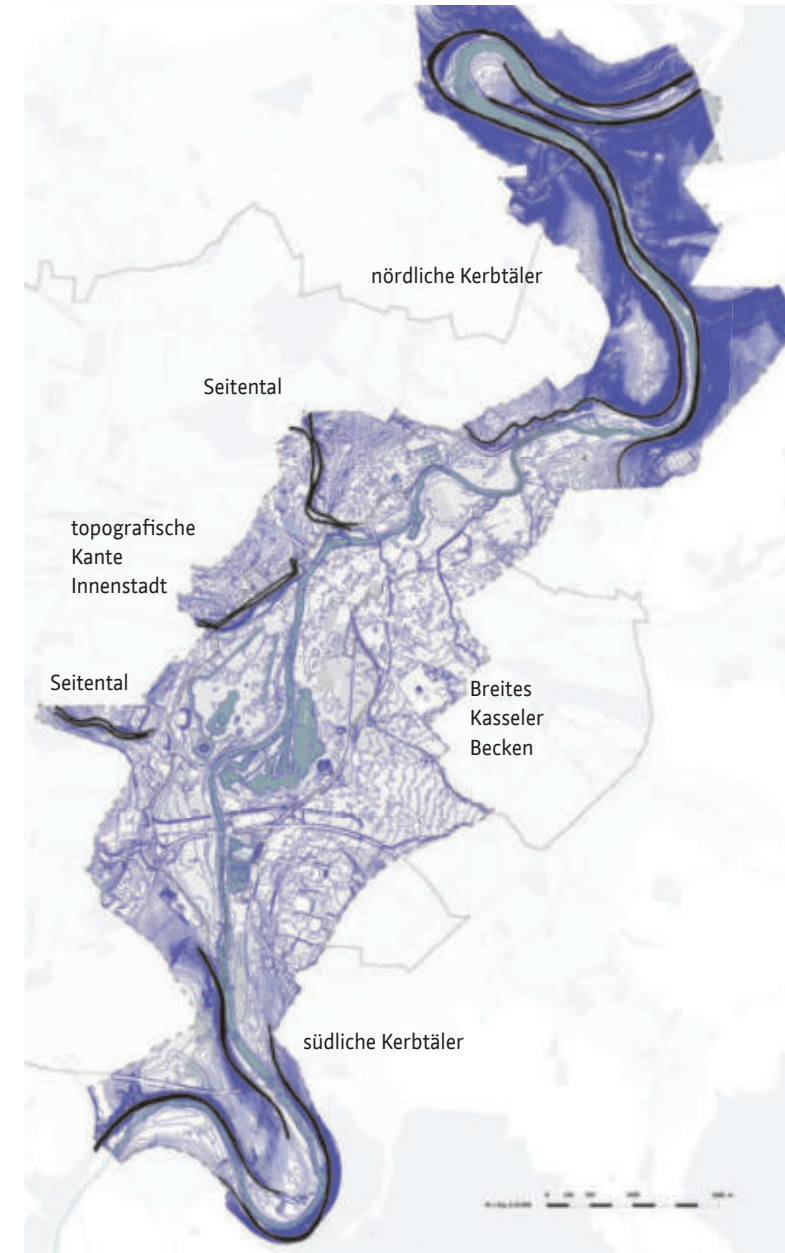 nördliche Kerbtäler
Seitental
topografische
Kante
Innenstadt
Seitental
Breites
Kasseler
Becken
südliche Kerbtäler